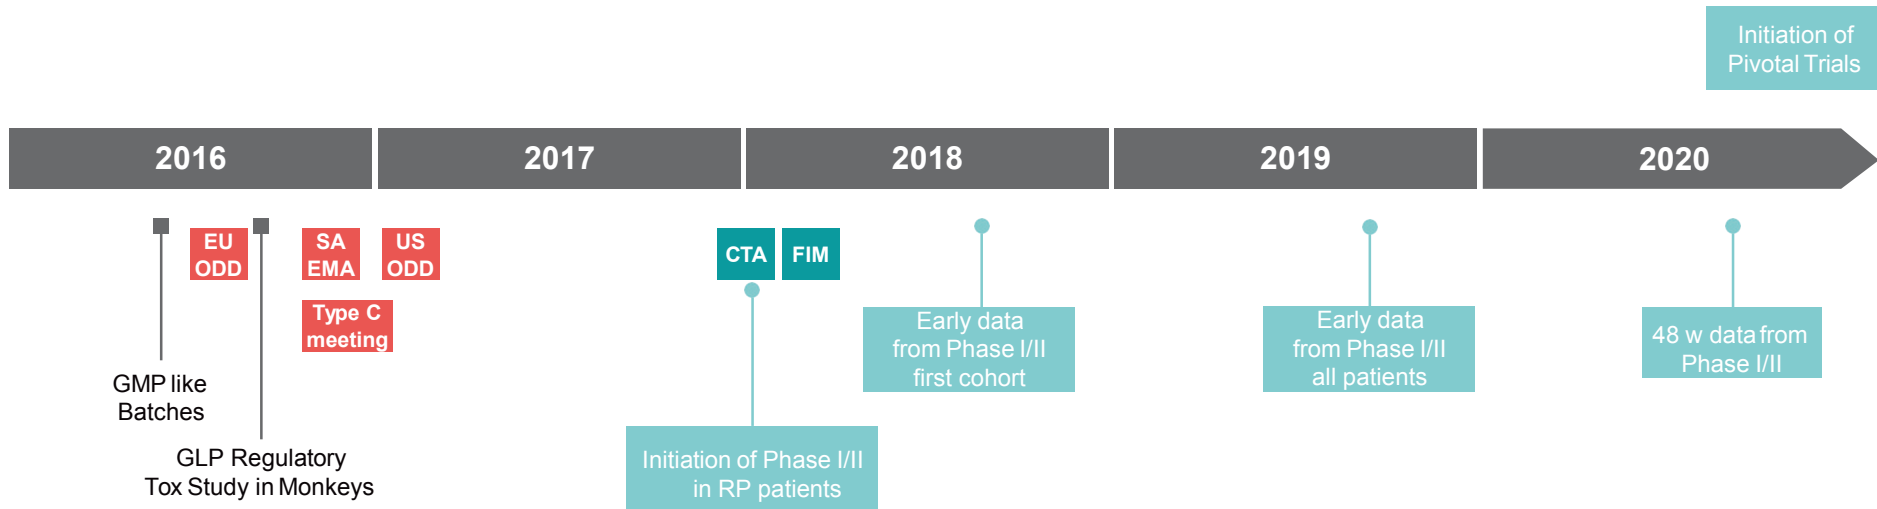 Initiation of
Pivotal Trials
2016
2017
2018
2019
2020
EU
ODD
SA
EMA
US
ODD
Type C
meeting
CTA
FIM
GMP like
Batches
GLP Regulatory
Tox Study in Monkeys
Initiation of Phase I/II
in RP patients
Early data
from Phase I/II
first cohort
Early data
from Phase I/II
all patients
48 w data from
Phase I/II